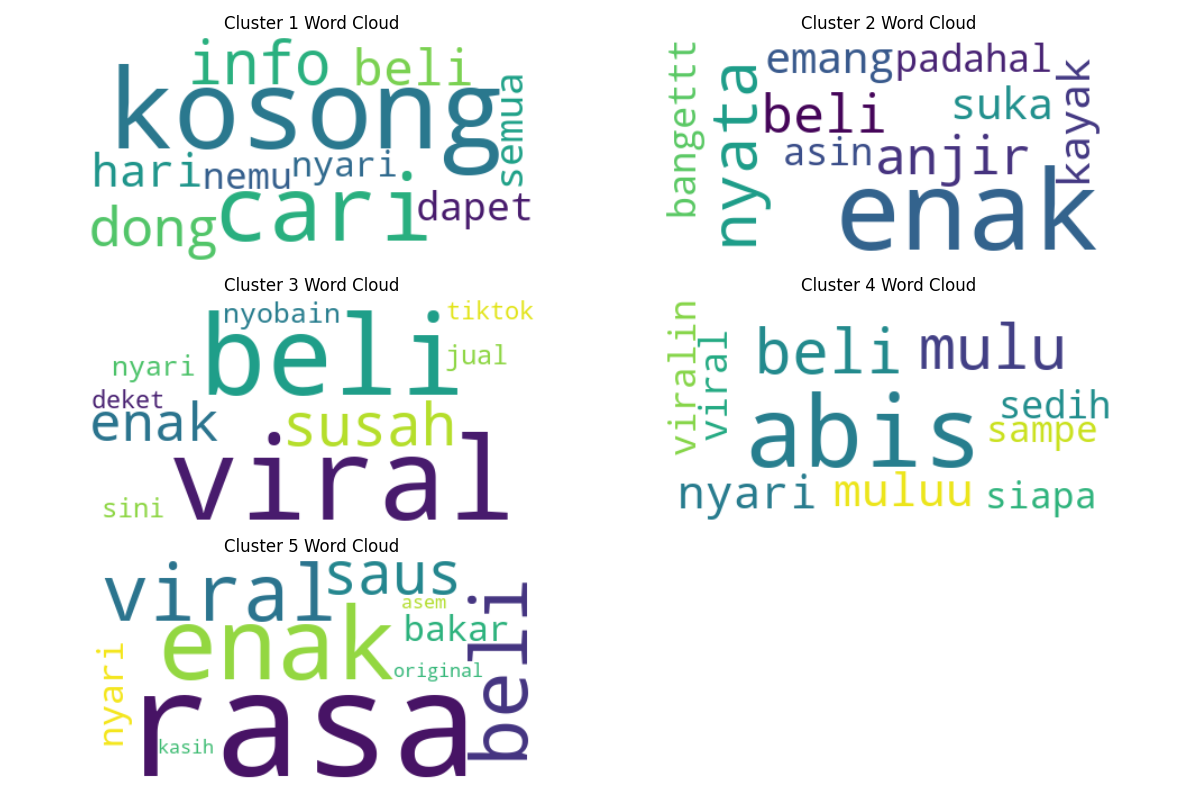 Cluster 1 Word Cloud
info
beli
kosong
semua
hari
nemu
nyari
dong
cari
dapet
Cluster 2 Word Cloud
bangettt
nyata
emang
padahal
beli
suka
kayak
asin
anjir
enak
Cluster 3 Word Cloud
nyobain
tiktok
beli
nyari
jual
deket
enak
susah
viral
sini
Cluster 4 Word Cloud
viralin
viral
beli
mulu
abis
sedih
sampe
nyari
muluu
siapa
Cluster 5 Word Cloud
viral
saus
asem
beli
enak
bakar
nyari
original
rasa
kasih